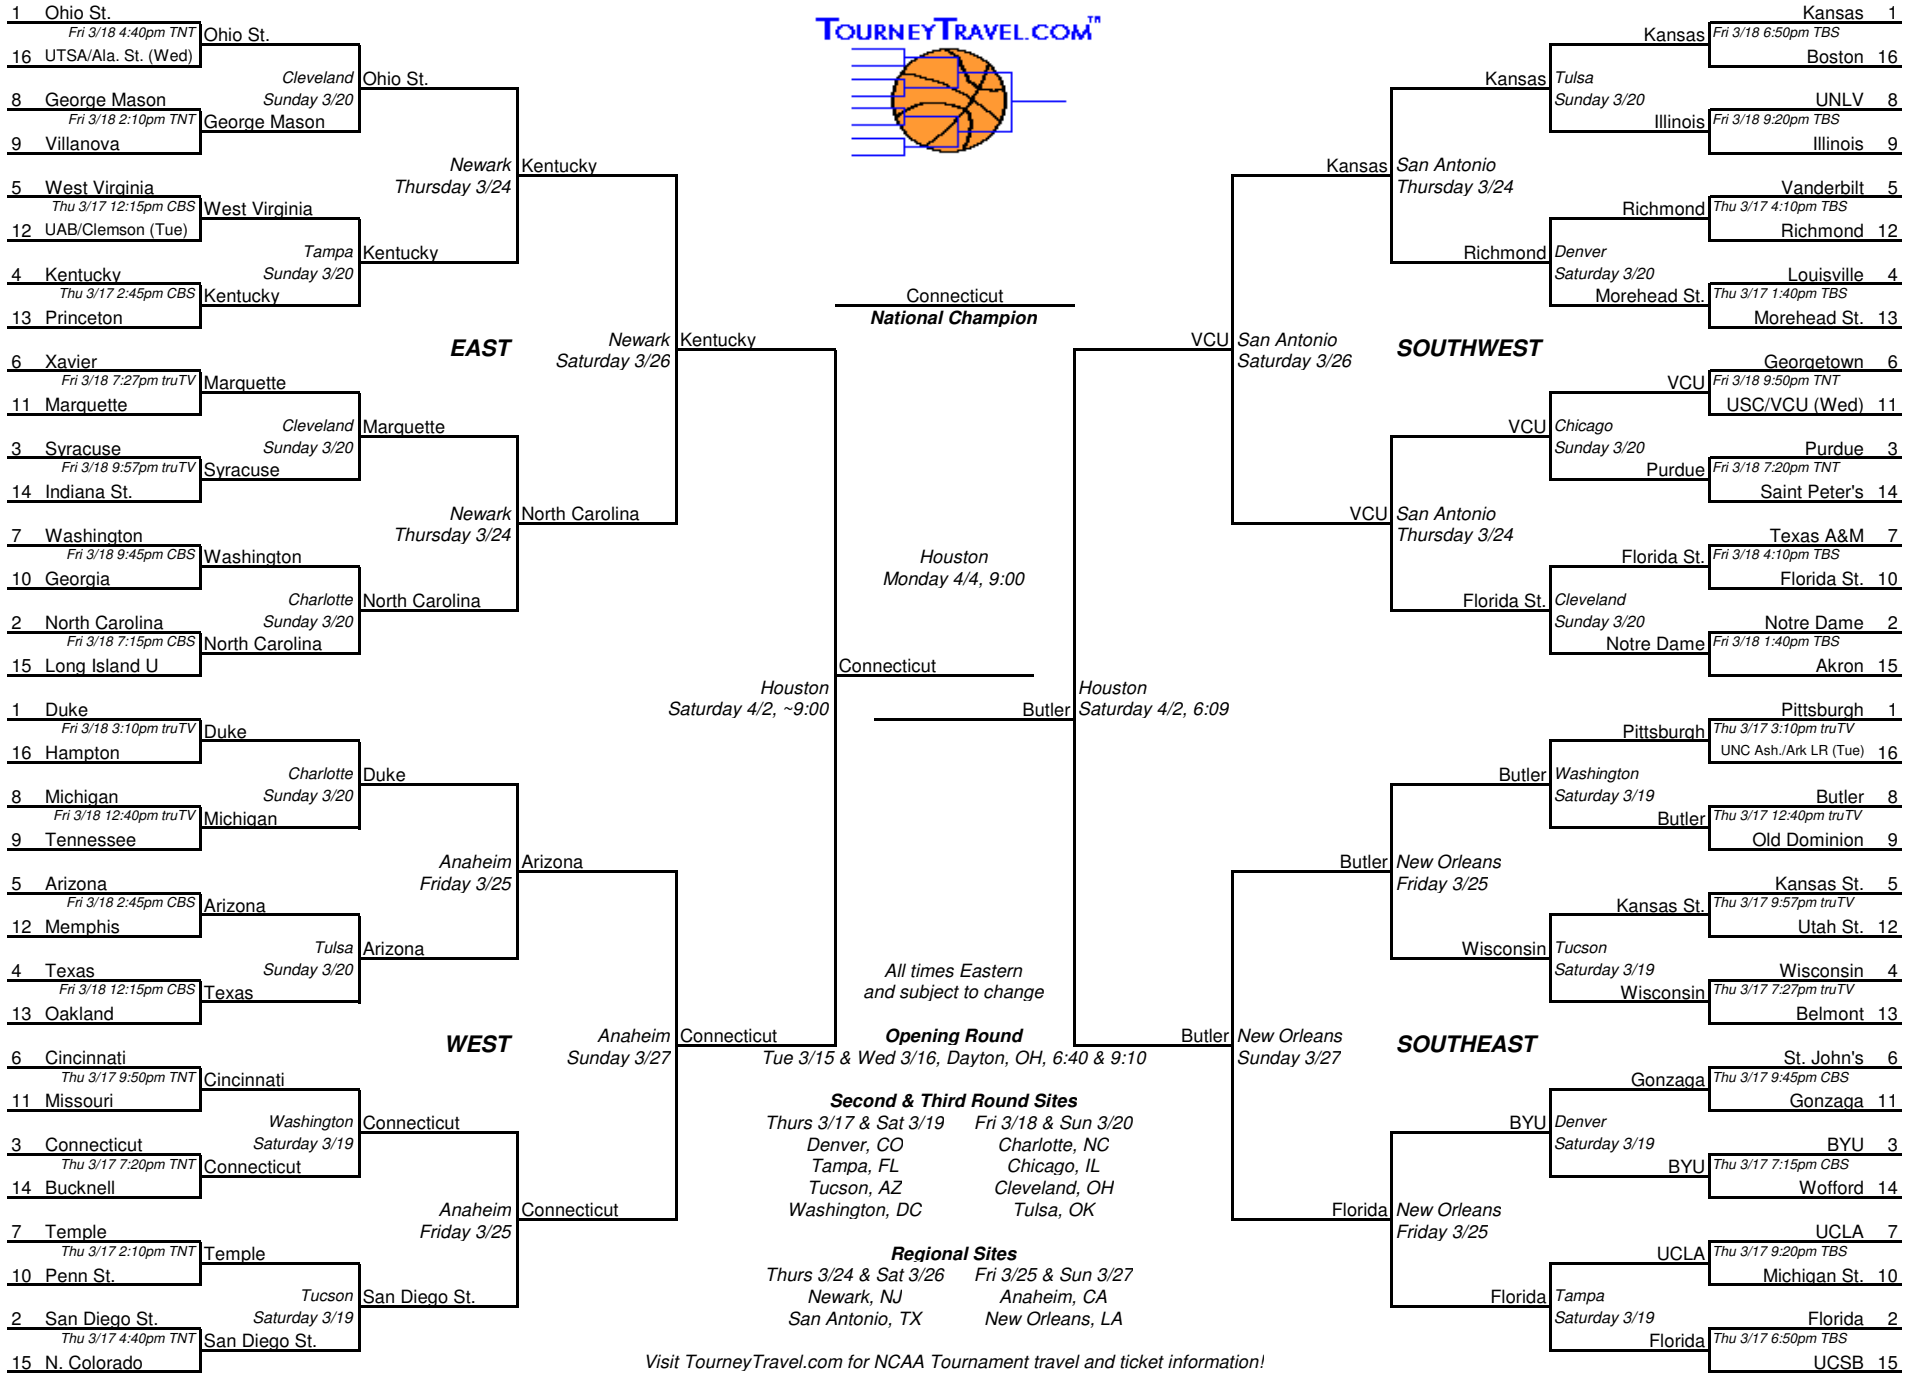 TourneyTravel.com™
1 Ohio St.
Fri 3/18 4:40pm TNT
Ohio St.
16 UTSA/Ala. St. (Wed)
Cleveland
Sunday 3/20
Ohio St.
8 George Mason
Fri 3/18 2:10pm TNT
George Mason
9 Villanova
Newark
Thursday 3/24
Kentucky
5 West Virginia
Thu 3/17 12:15pm CBS
West Virginia
12 UAB/Clemson (Tue)
Tampa
Sunday 3/20
Kentucky
4 Kentucky
Thu 3/17 2:45pm CBS
Kentucky
13 Princeton
EAST
Newark
Saturday 3/26
Kentucky
6 Xavier
Fri 3/18 7:27pm truTV
Marquette
11 Marquette
Cleveland
Sunday 3/20
Marquette
3 Syracuse
Fri 3/18 9:57pm truTV
Syracuse
14 Indiana St.
Newark
Thursday 3/24
North Carolina
7 Washington
Fri 3/18 9:45pm CBS
Washington
10 Georgia
Charlotte
Sunday 3/20
North Carolina
2 North Carolina
Fri 3/18 7:15pm CBS
North Carolina
15 Long Island U
Houston
Saturday 4/2, ~9:00
Connecticut
1 Duke
Fri 3/18 3:10pm truTV
Duke
16 Hampton
Charlotte
Sunday 3/20
Duke
8 Michigan
Fri 3/18 12:40pm truTV
Michigan
9 Tennessee
Anaheim
Friday 3/25
Arizona
5 Arizona
Fri 3/18 2:45pm CBS
Arizona
12 Memphis
Tulsa
Sunday 3/20
Arizona
4 Texas
Fri 3/18 12:15pm CBS
Texas
13 Oakland
WEST
Anaheim
Sunday 3/27
Connecticut
6 Cincinnati
Thu 3/17 9:50pm TNT
Cincinnati
11 Missouri
Washington
Saturday 3/19
Connecticut
3 Connecticut
Thu 3/17 7:20pm TNT
Connecticut
14 Bucknell
Anaheim
Friday 3/25
Connecticut
7 Temple
Thu 3/17 2:10pm TNT
Temple
10 Penn St.
Tucson
Saturday 3/19
San Diego St.
2 San Diego St.
Thu 3/17 4:40pm TNT
San Diego St.
15 N. Colorado
Connecticut
National Champion
Houston
Monday 4/4, 9:00
All times Eastern
and subject to change
Opening Round
Tue 3/15 & Wed 3/16, Dayton, OH, 6:40 & 9:10
Second & Third Round Sites
Thurs 3/17 & Sat 3/19 Fri 3/18 & Sun 3/20
Denver, CO Charlotte, NC
Tampa, FL Chicago, IL
Tucson, AZ Cleveland, OH
Washington, DC Tulsa, OK
Regional Sites
Thurs 3/24 & Sat 3/26 Fri 3/25 & Sun 3/27
Newark, NJ Anaheim, CA
San Antonio, TX New Orleans, LA
Visit TourneyTravel.com for NCAA Tournament travel and ticket information!
Kansas 1
Kansas
Fri 3/18 6:50pm TBS
Boston 16
Kansas
Tulsa
Sunday 3/20
UNLV 8
Illinois
Fri 3/18 9:20pm TBS
Illinois 9
Kansas
San Antonio
Thursday 3/24
Vanderbilt 5
Richmond
Thu 3/17 4:10pm TBS
Richmond 12
Richmond
Denver
Saturday 3/20
Louisville 4
Morehead St.
Thu 3/17 1:40pm TBS
Morehead St. 13
VCU
San Antonio
Saturday 3/26
SOUTHWEST
Georgetown 6
VCU
Fri 3/18 9:50pm TNT
USC/VCU (Wed) 11
VCU
Chicago
Sunday 3/20
Purdue 3
Purdue
Fri 3/18 7:20pm TNT
Saint Peter's 14
VCU
San Antonio
Thursday 3/24
Texas A&M 7
Florida St.
Fri 3/18 4:10pm TBS
Florida St. 10
Florida St.
Cleveland
Sunday 3/20
Notre Dame 2
Notre Dame
Fri 3/18 1:40pm TBS
Akron 15
Butler
Houston
Saturday 4/2, 6:09
Pittsburgh 1
Pittsburgh
Thu 3/17 3:10pm truTV
UNC Ash./Ark LR (Tue) 16
Butler
Washington
Saturday 3/19
Butler 8
Butler
Thu 3/17 12:40pm truTV
Old Dominion 9
Butler
New Orleans
Friday 3/25
Kansas St. 5
Kansas St.
Thu 3/17 9:57pm truTV
Utah St. 12
Wisconsin
Tucson
Saturday 3/19
Wisconsin 4
Wisconsin
Thu 3/17 7:27pm truTV
Belmont 13
Butler
New Orleans
Sunday 3/27
SOUTHEAST
St. John's 6
Gonzaga
Thu 3/17 9:45pm CBS
Gonzaga 11
BYU
Denver
Saturday 3/19
BYU 3
BYU
Thu 3/17 7:15pm CBS
Wofford 14
Florida
New Orleans
Friday 3/25
UCLA 7
UCLA
Thu 3/17 9:20pm TBS
Michigan St. 10
Florida
Tampa
Saturday 3/19
Florida 2
Florida
Thu 3/17 6:50pm TBS
UCSB 15